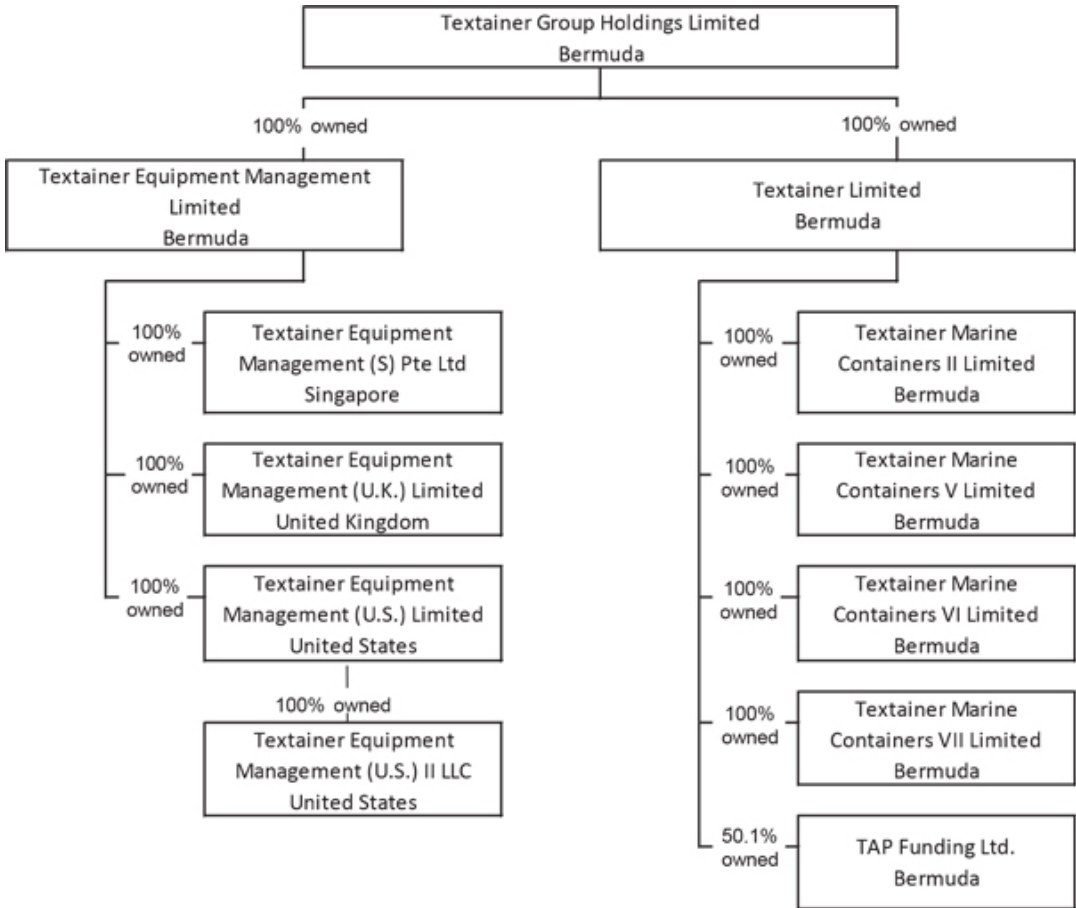 Textainer Group Holdings Limited
Bermuda
100% owned
100% owned
Textainer Equipment Management
Limited
Bermuda
Textainer Limited
Bermuda
100%
owned
Textainer Equipment
Management (S) Pte Ltd
Singapore
100%
owned
Textainer Equipment
Management (U.K.) Limited
United Kingdom
100%
owned
Textainer Equipment
Management (U.S.) Limited
United States
100% owned
Textainer Equipment
Management (U.S.) II LLC
United States
100%
owned
Textainer Marine
Containers II Limited
Bermuda
100%
owned
Textainer Marine
Containers V Limited
Bermuda
100%
owned
Textainer Marine
Containers VI Limited
Bermuda
100%
owned
Textainer Marine
Containers VII Limited
Bermuda
50.1%
owned
TAP Funding Ltd.
Bermuda